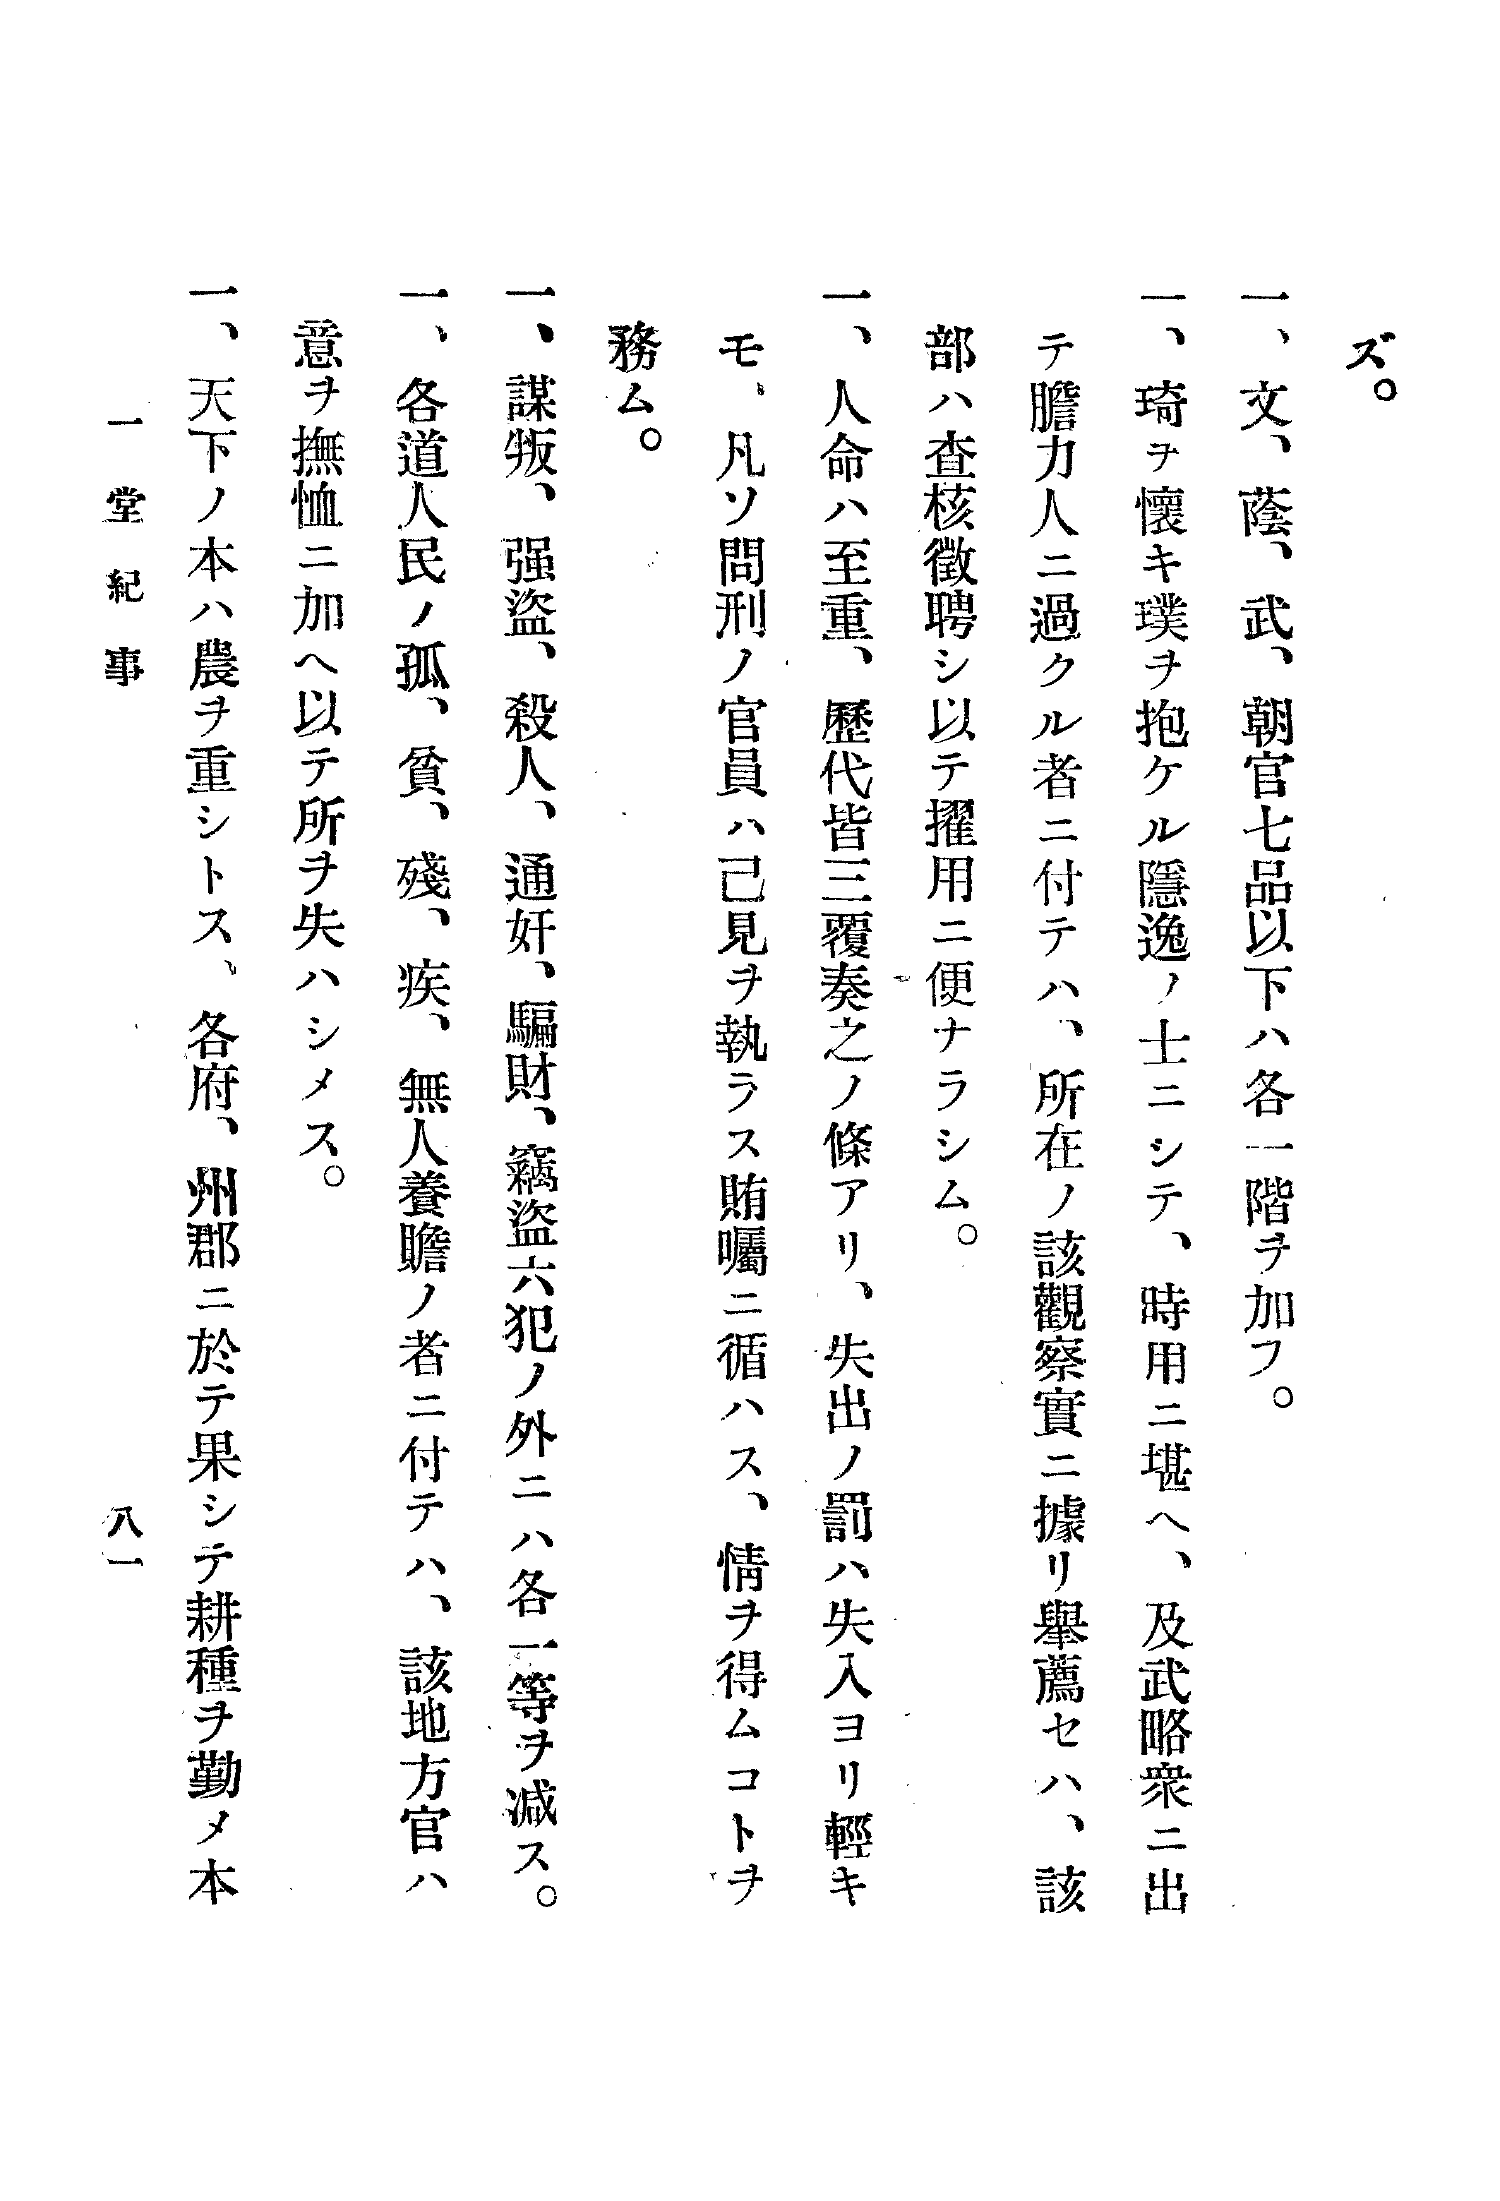 ズ。
一、文、蔭、武、朝官七品以下ハ各一階ヲ加フ。
一、琦ヲ懷キ璞ヲ抱ケル隱逸ノ士ニシテ、時用ニ堪ヘ、及武略衆ニ出
テ膽力人ニ過クル者ニ付テハ、所在ノ該觀察實ニ據リ擧薦セハ、該
部ハ査核徵聘シ以テ擢用ニ便ナラシム。
一、人命ハ至重、歷代皆三覆奏之ノ條アリ、失出ノ罰ハ失入ヨリ輕キ
モ、凡ソ問刑ノ官員ハ己見ヲ執ラス賄囑ニ循ハス、情ヲ得ムコトヲ
務ム。
一、謀叛、强盜、殺人、通奸、騙財、竊盜六犯ノ外ニハ各一等ヲ減ス。
一、各道人民ノ孤、貧、殘、疾、無人養贍ノ者ニ付テハ、該地方官ハ
意ヲ撫恤ニ加ヘ以テ所ヲ失ハシメス。
一、天下ノ本ハ農ヲ重シトス、各府、州郡ニ於テ果シテ耕種ヲ勤メ本
一堂紀事
八一